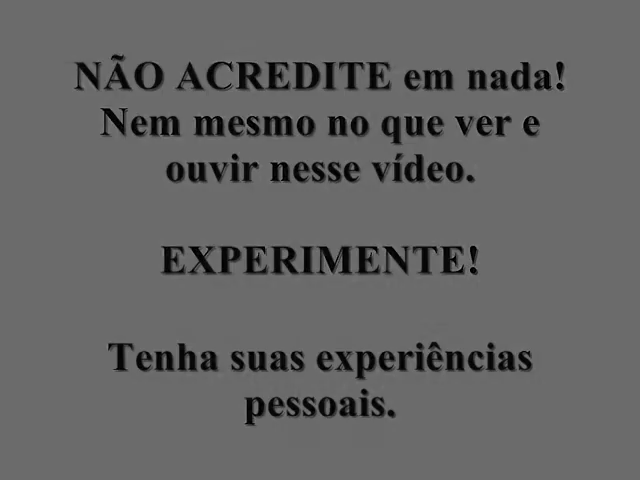 NÃO ACREDITE em nada!
Nem mesmo no que ver e
ouvir nesse vídeo.
EXPERIMENTE!
Tenha suas experiências
pessoais.